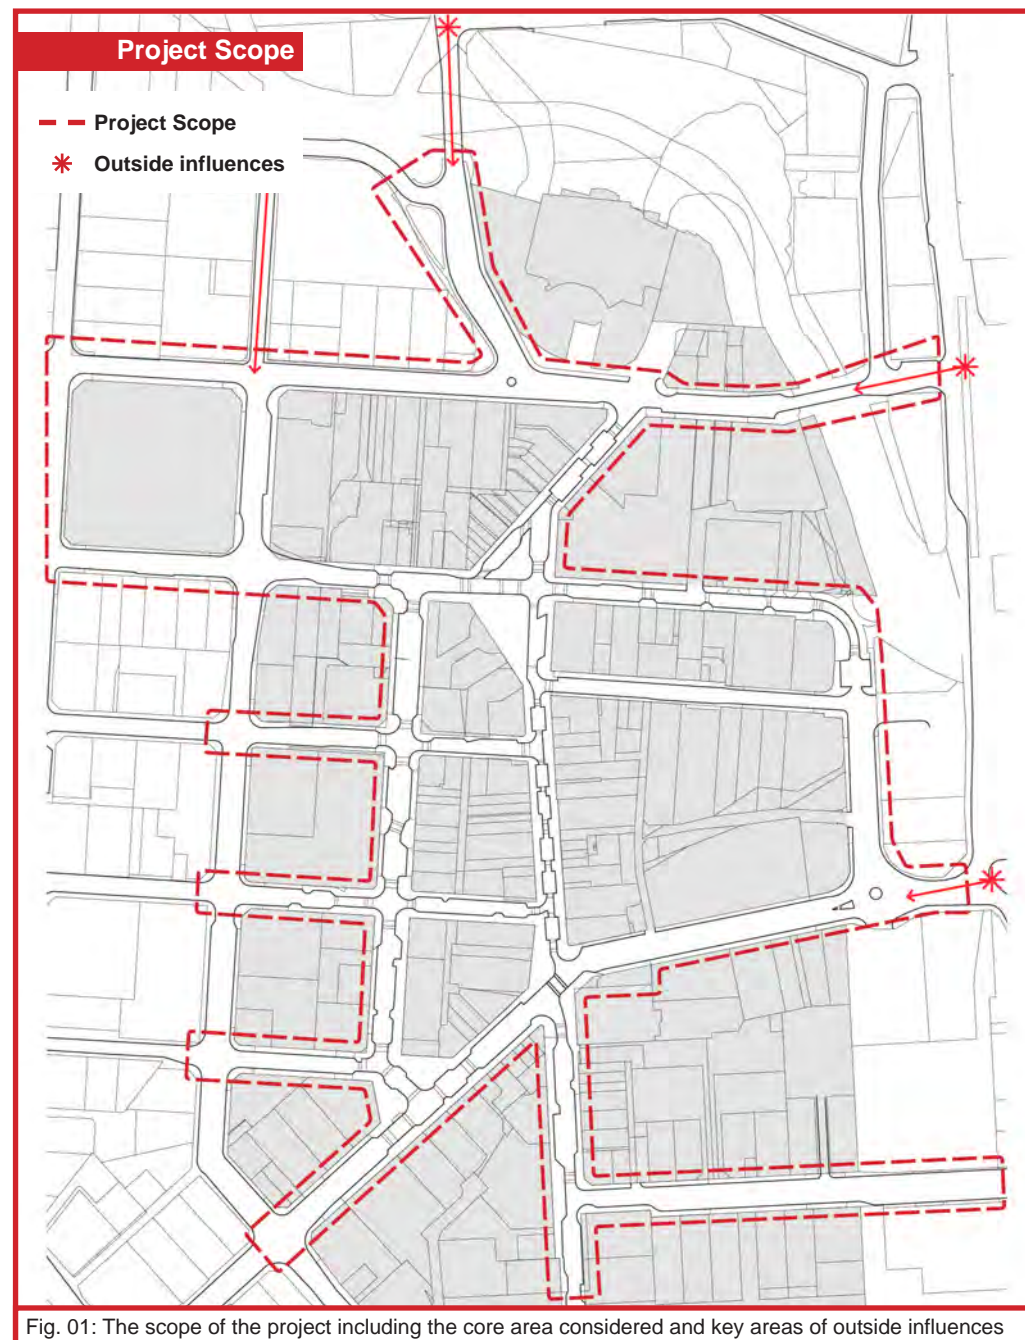 Project Scope
Project Scope
Outside influences
Fig. 01: The scope of the project including the core area considered and key areas of outside influences